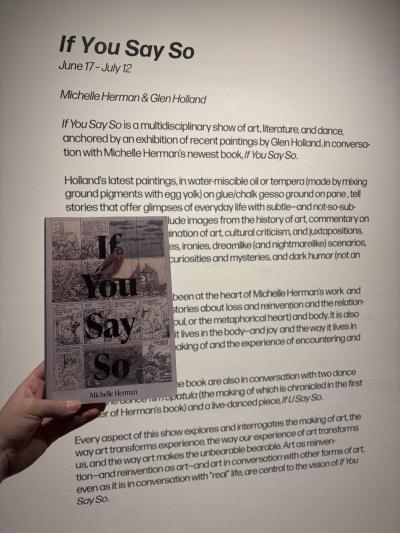 If You Say So
June 17 - July 12
Michelle Herman & Glen Holland
If You Say So is a multidisciplinary show of art, literature, and dance,
anchored by an exhibition of recent paintings by Glen Holland, in conversa-
tion with Michelle Herman's newest book, If You Say So.
Holland's latest paintings, in water-miscible oil or tempera (made by mixing
ground pigments with egg yolk) on glue/chalk gesso ground on pane, tell
stories that offer glimpses of everyday life with subtle—and not-so-sub-
lude images from the history of art, commentary on
ination of art, cultural criticism, and juxtapositions,
es, ironies, dreamlike (and nightmarelike) scenarios,
curiosities and mysteries, and dark humor (not an
been at the heart of Michelle Herman's work and
stories about loss and reinvention and the relation-
oul, or the metaphorical heart) and body. It is also
it lives in the body—and joy and the way it lives in
aking of and the experience of encountering and
e book are also in conversation with two dance
patula (the making of which is chronicled in the first
er of Herman's book) and a live-danced piece, If U Say So.
Every aspect of this show explores and interrogates the making of art, the
way art transforms experience, the way our experience of art transforms
us, and the way art makes the unbearable bearable. Art as reinven-
tion—and reinvention as art—and art in conversation with other forms of art,
even as it is in conversation with "real" life, are central to the vision of If You
Say So.
If
You
Say
So
Michelle Herman